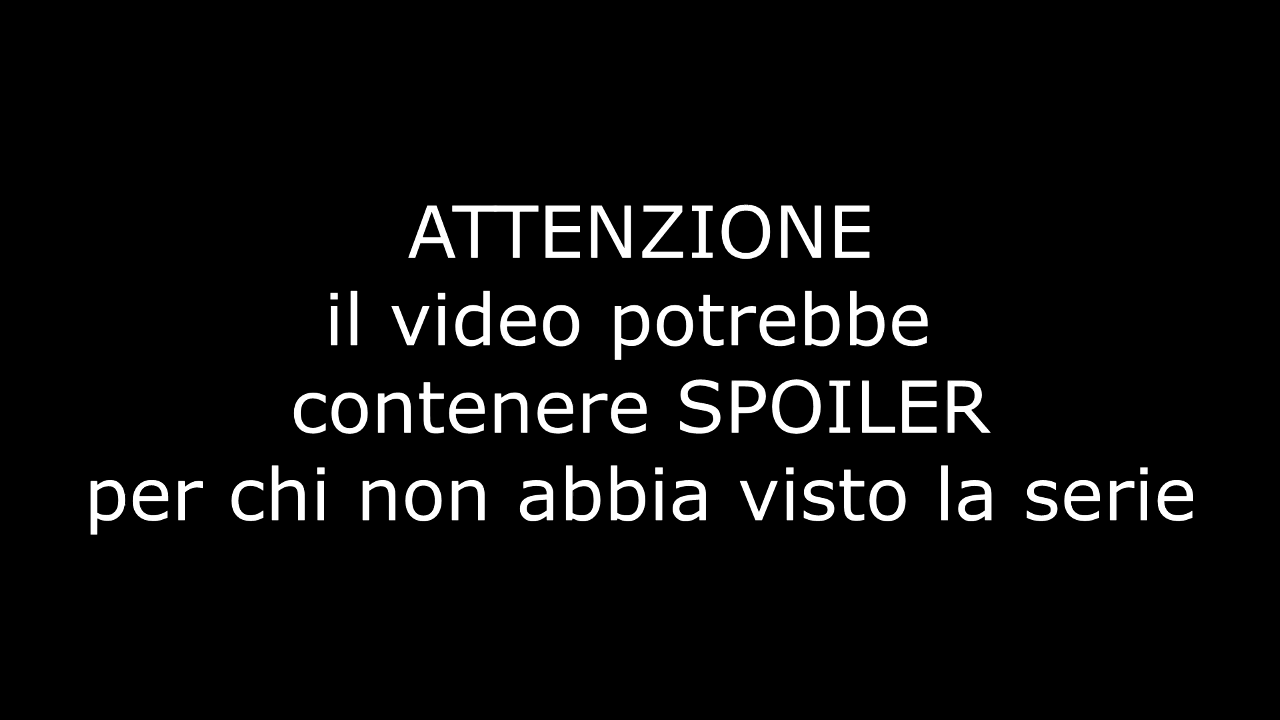 ATTENZIONE
il video potrebbe
contenere SPOILER
per chi non abbia visto la serie